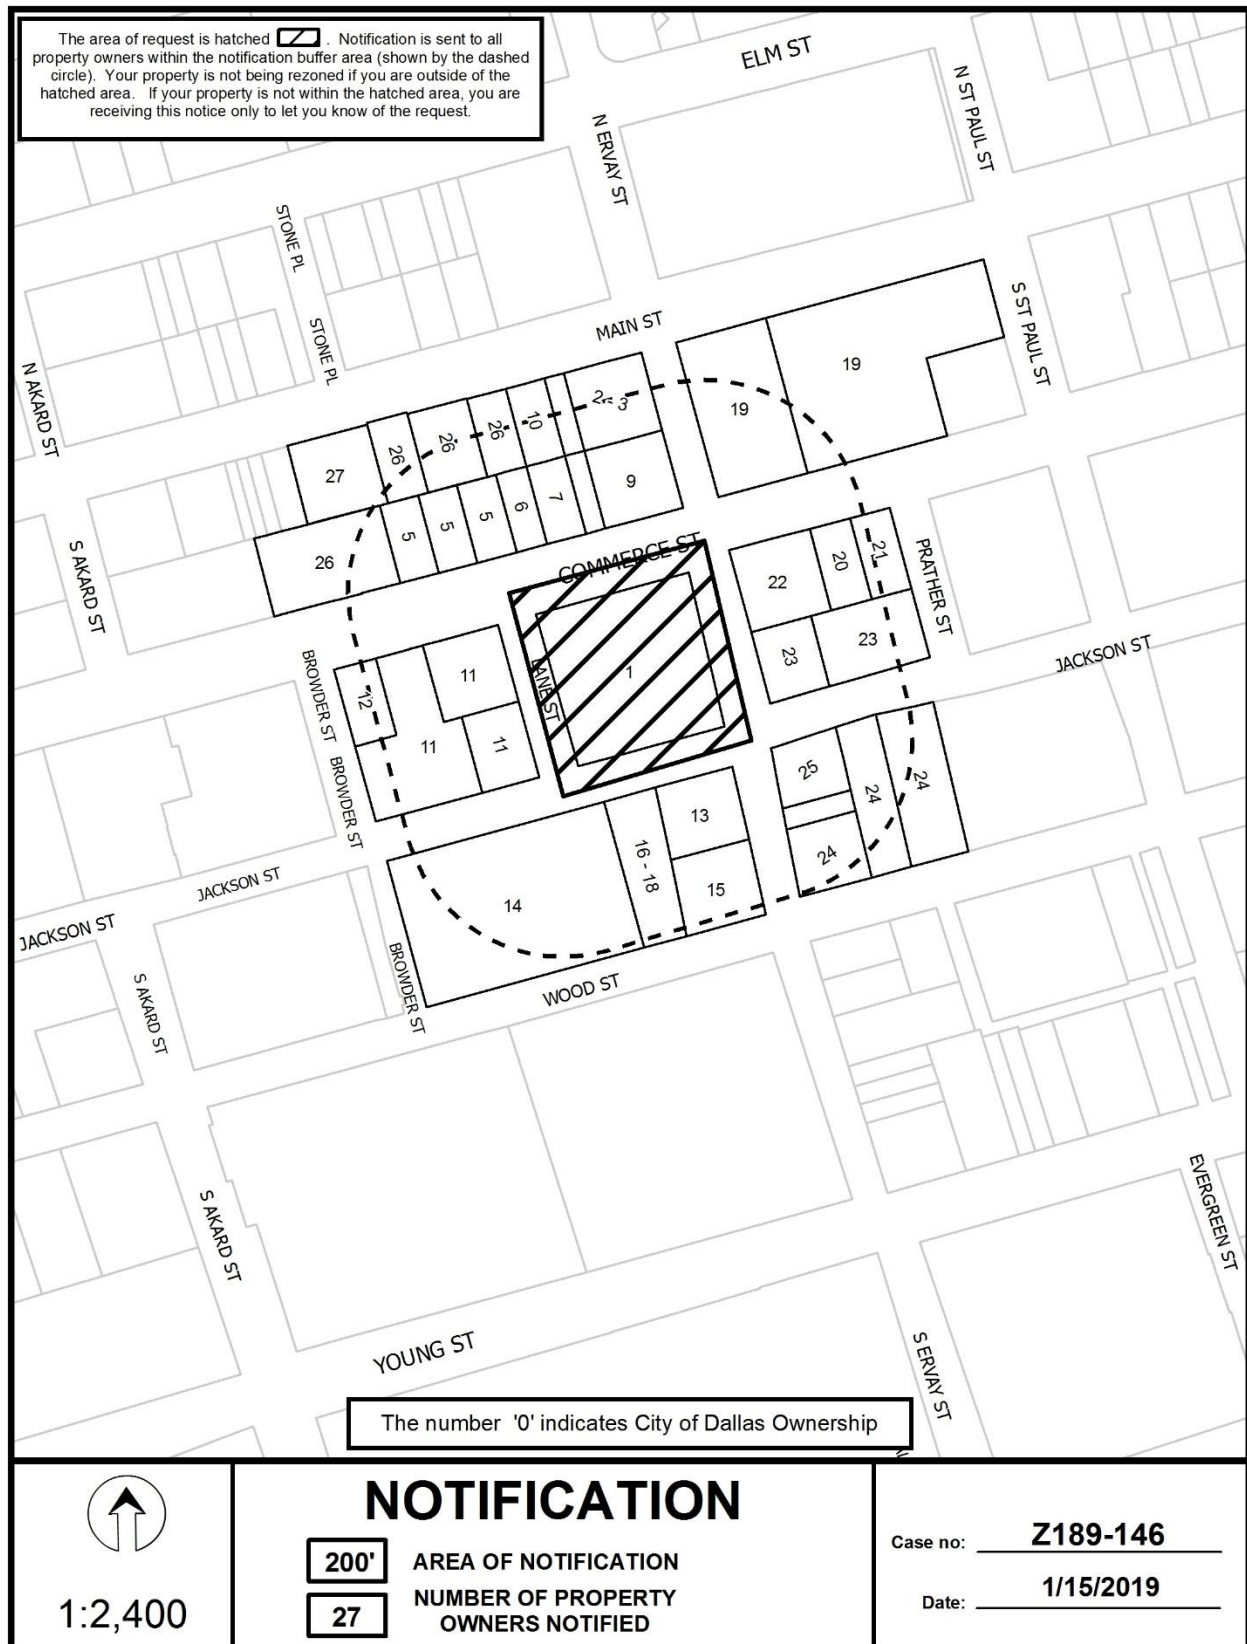 The area of request is hatched . Notification is sent to all
property owners within the notification buffer area (shown by the dashed
circle). Your property is not being rezoned if you are outside of the
hatched area. If your property is not within the hatched area, you are
receiving this notice only to let you know of the request.
ELM ST
N ST PAUL ST
N ERVAY ST
STONE PL
STONE PL
MAIN ST
S ST PAUL ST
N AKARD ST
19
19
27
26
26
26
10
9
26
5
5
5
6
7
COMMERCE ST
S AKARD ST
22
20
21
PRATHER ST
23
23
JACKSON ST
BROWDER ST
12
11
11
11
LANE ST
1
BROWDER ST
25
24
24
24
13
16 - 18
15
14
JACKSON ST
JACKSON ST
BROWDER ST
S AKARD ST
WOOD ST
S AKARD ST
EVERGREEN ST
YOUNG ST
S ERVAY ST
The number '0' indicates City of Dallas Ownership
1:2,400
NOTIFICATION
200' AREA OF NOTIFICATION
27 NUMBER OF PROPERTY
OWNERS NOTIFIED
Case no: Z189-146
Date: 1/15/2019